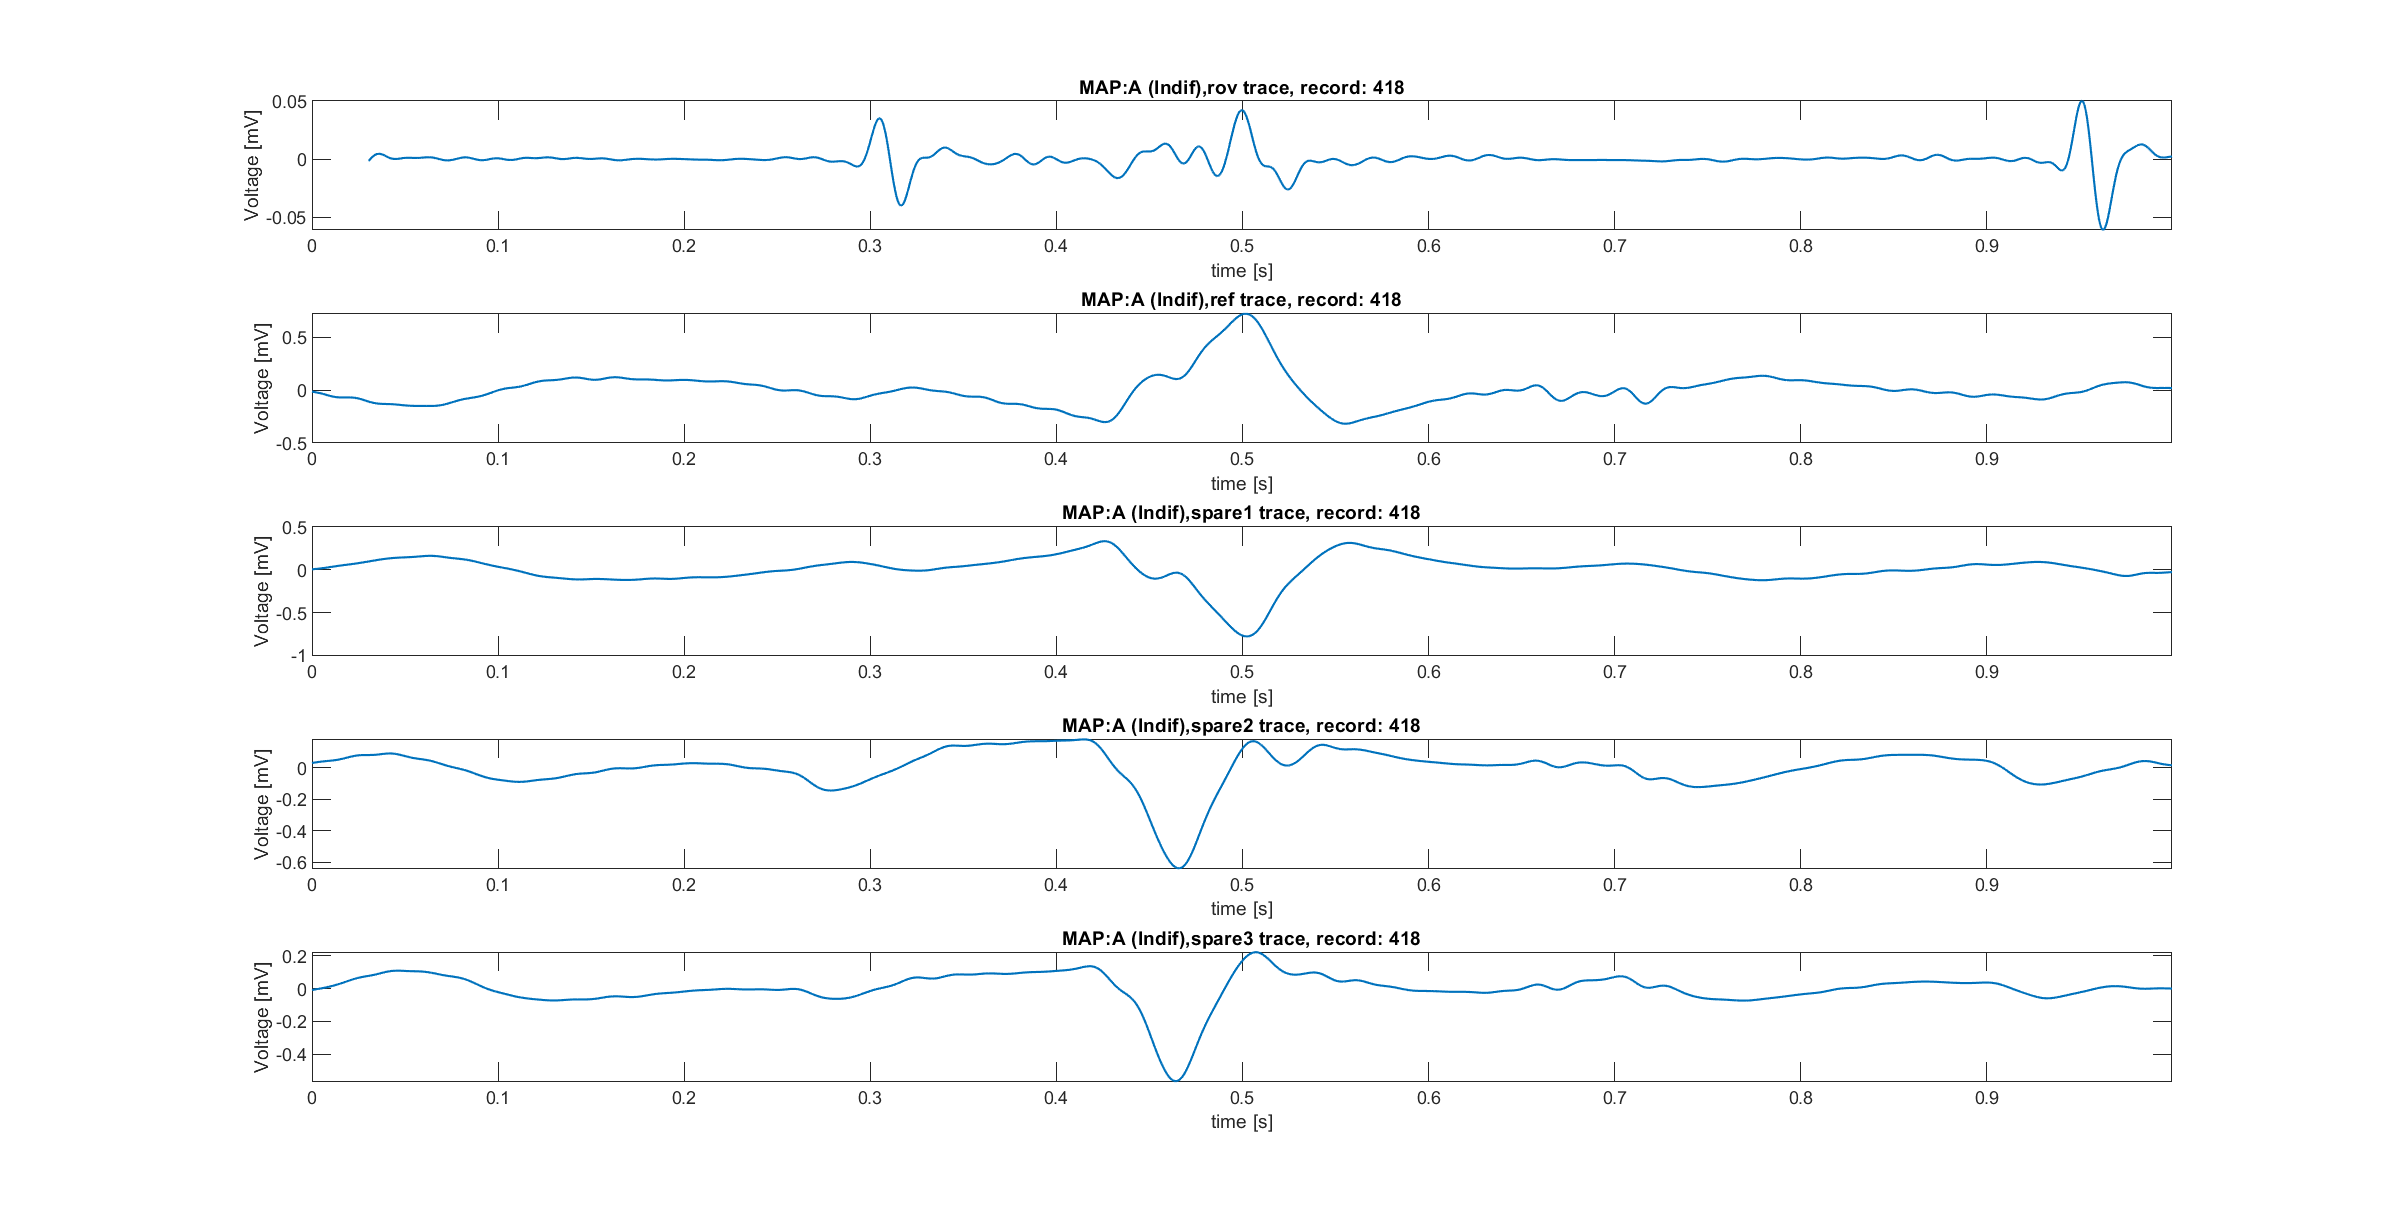 MAP:A (Indif),rov trace, record: 418
Voltage [mV]
0.05
0
-0.05
0 0.1 0.2 0.3 0.4 0.5 0.6 0.7 0.8 0.9
time [s]
MAP:A (Indif),ref trace, record: 418
Voltage [mV]
0.5
0
-0.5
0 0.1 0.2 0.3 0.4 0.5 0.6 0.7 0.8 0.9
time [s]
MAP:A (Indif),spare1 trace, record: 418
Voltage [mV]
0.5
0
-0.5
-1
0 0.1 0.2 0.3 0.4 0.5 0.6 0.7 0.8 0.9
time [s]
MAP:A (Indif),spare2 trace, record: 418
Voltage [mV]
0
-0.2
-0.4
-0.6
0 0.1 0.2 0.3 0.4 0.5 0.6 0.7 0.8 0.9
time [s]
MAP:A (Indif),spare3 trace, record: 418
Voltage [mV]
0.2
0
-0.2
-0.4
0 0.1 0.2 0.3 0.4 0.5 0.6 0.7 0.8 0.9
time [s]